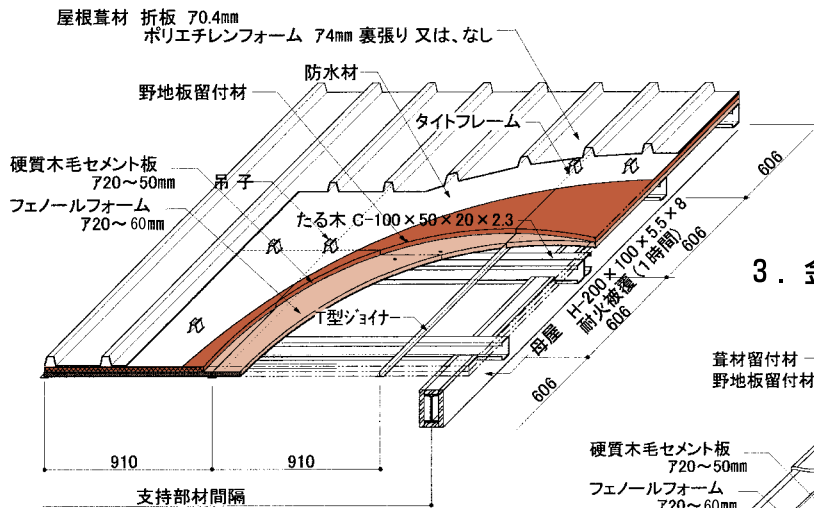 屋根葺材 折板 ア0.4mm
ポリエチレンフォーム ア4mm 裏張り 又は、なし
防水材
野地板留付材
タイトフレーム
硬質木毛セメント板
ア20～50mm
吊子
フェノールフォーム
ア20～60mm
たる木 C-100×50×20×2.3
T型ジョイナー
母屋 H-200×100×5.5×8
耐火被覆(1時間)
606
606
606
606
3.
葺材留付材
野地板留付材
硬質木毛セメント板
ア20～50mm
フェノールフォーム
ア20～60mm
910
910
支持部材間隔